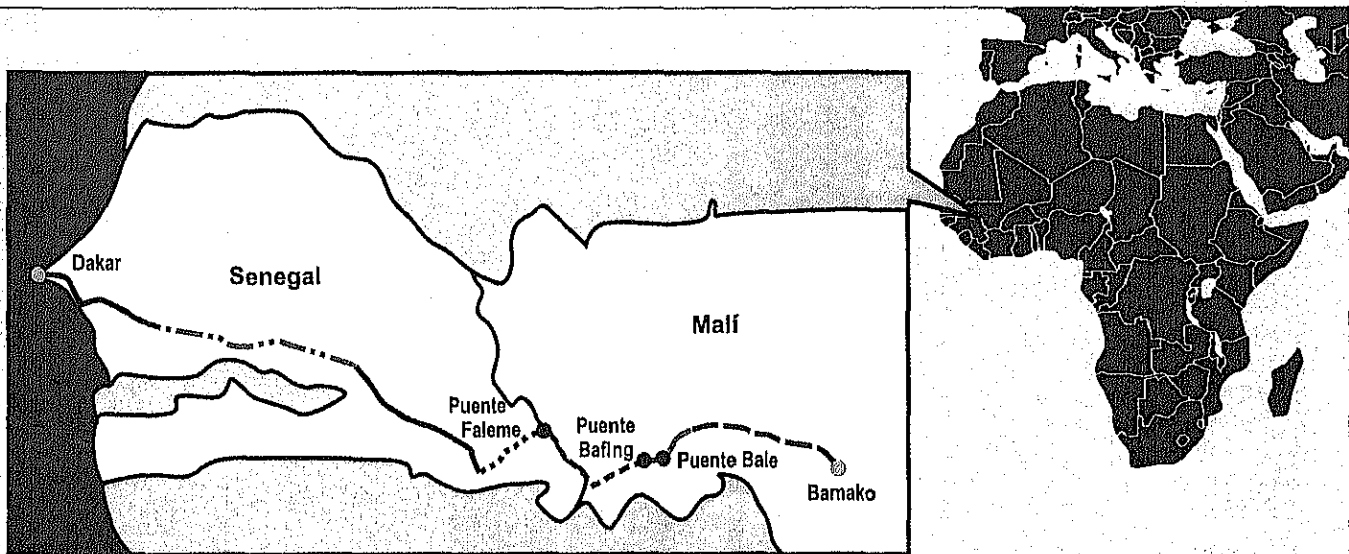 Dakar
Senegal
Malí
Puente
Faleme
Puente
Bafing
Puente Bale
Bamako